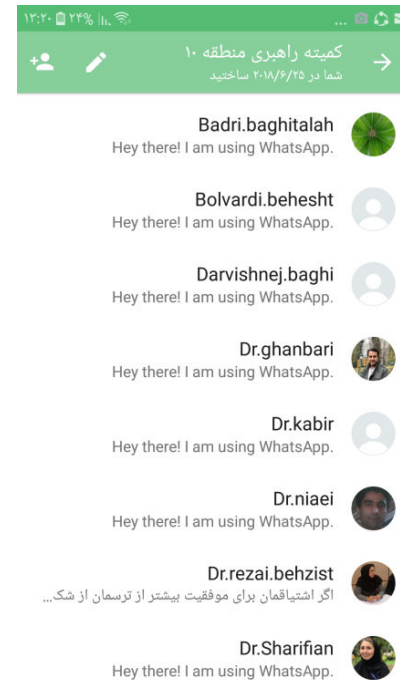 ۱۳:۲۰ ۲۴%
کمیته راهبری منطقه ۱۰
شما در ۲۰۱۸/۶/۲۵ ساختید
Badri.baghitalah
Hey there! I am using WhatsApp.
Bolvardi.behesht
Hey there! I am using WhatsApp.
Darvishnej.baghi
Hey there! I am using WhatsApp.
Dr.ghanbari
Hey there! I am using WhatsApp.
Dr.kabir
Hey there! I am using WhatsApp.
Dr.niaei
Hey there! I am using WhatsApp.
Dr.rezai.behzist
اگر اشتیاقمان برای موفقیت بیشتر از ترسمان از شک...
Dr.Sharifian
Hey there! I am using WhatsApp.